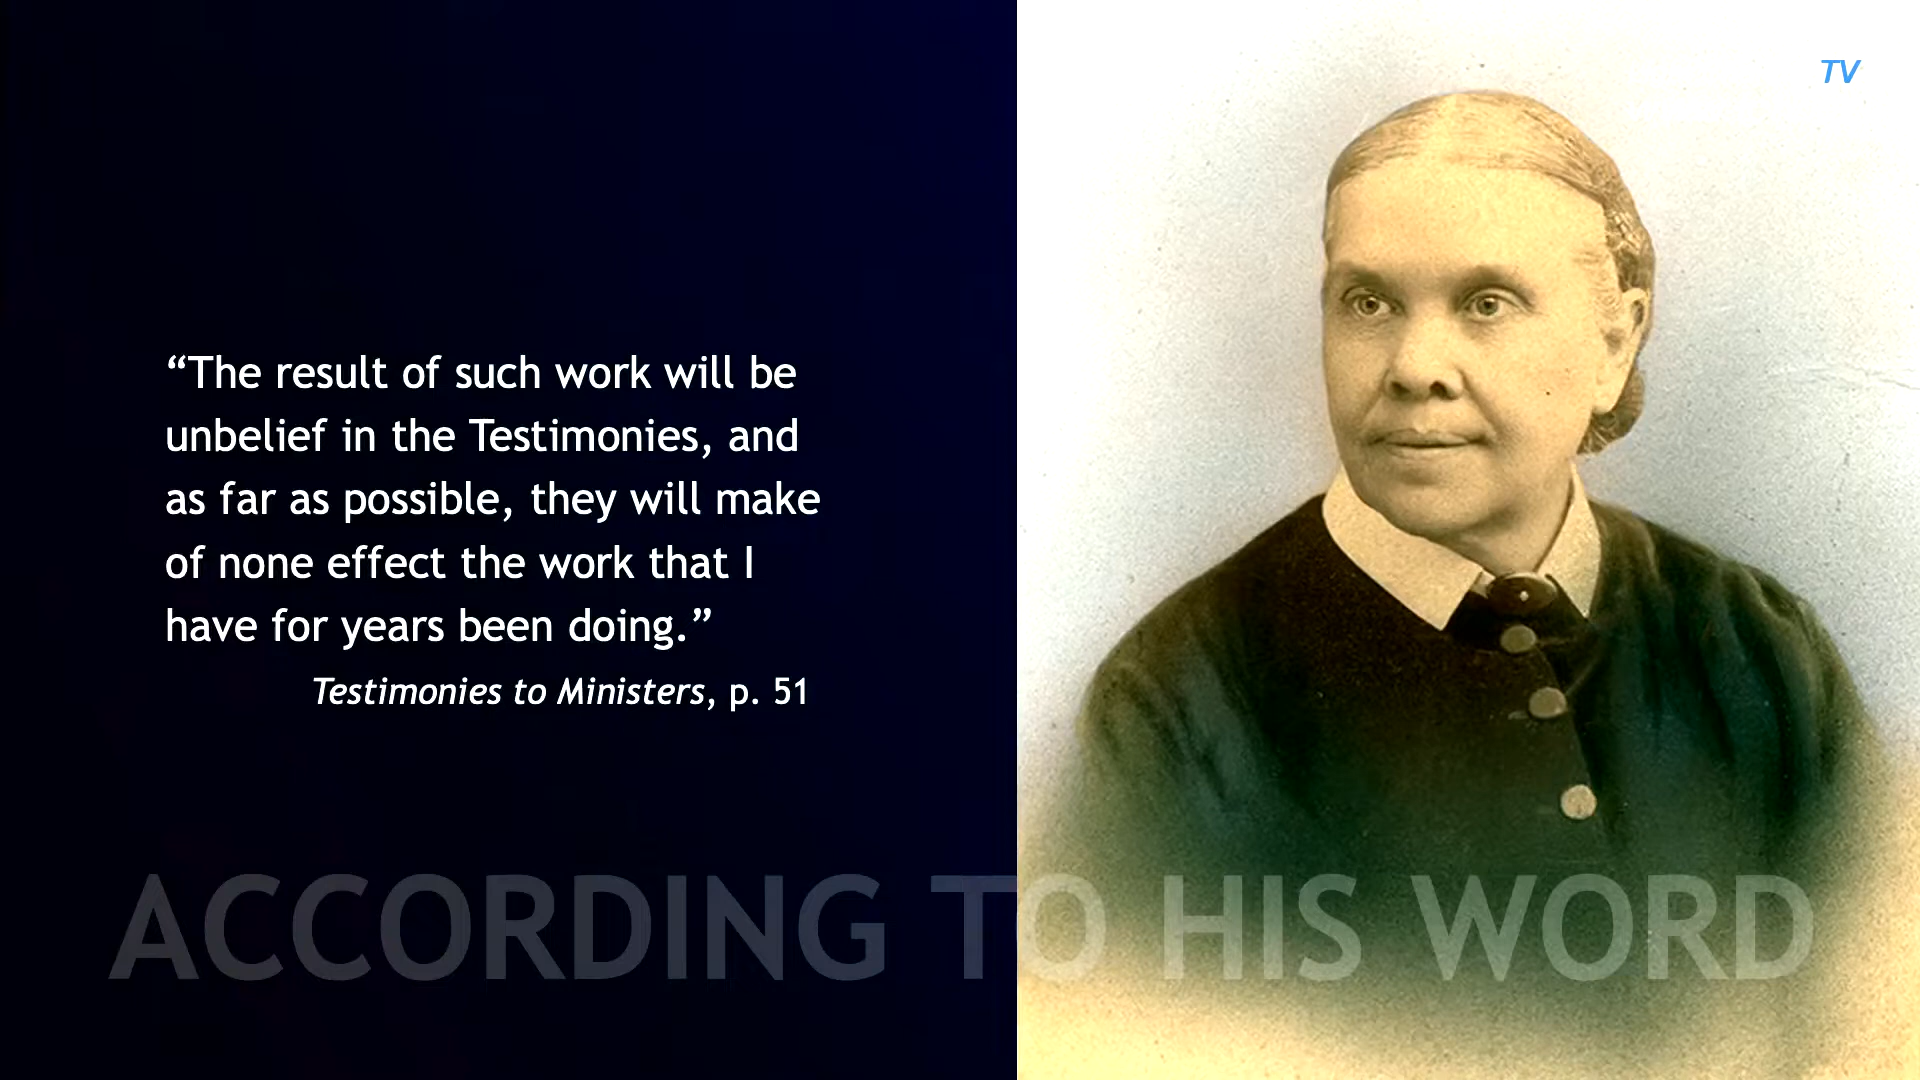 TV
“The result of such work will be
unbelief in the Testimonies, and
as far as possible, they will make
of none effect the work that I
have for years been doing.”
Testimonies to Ministers, p. 51
ACCORDING TO HIS WORD